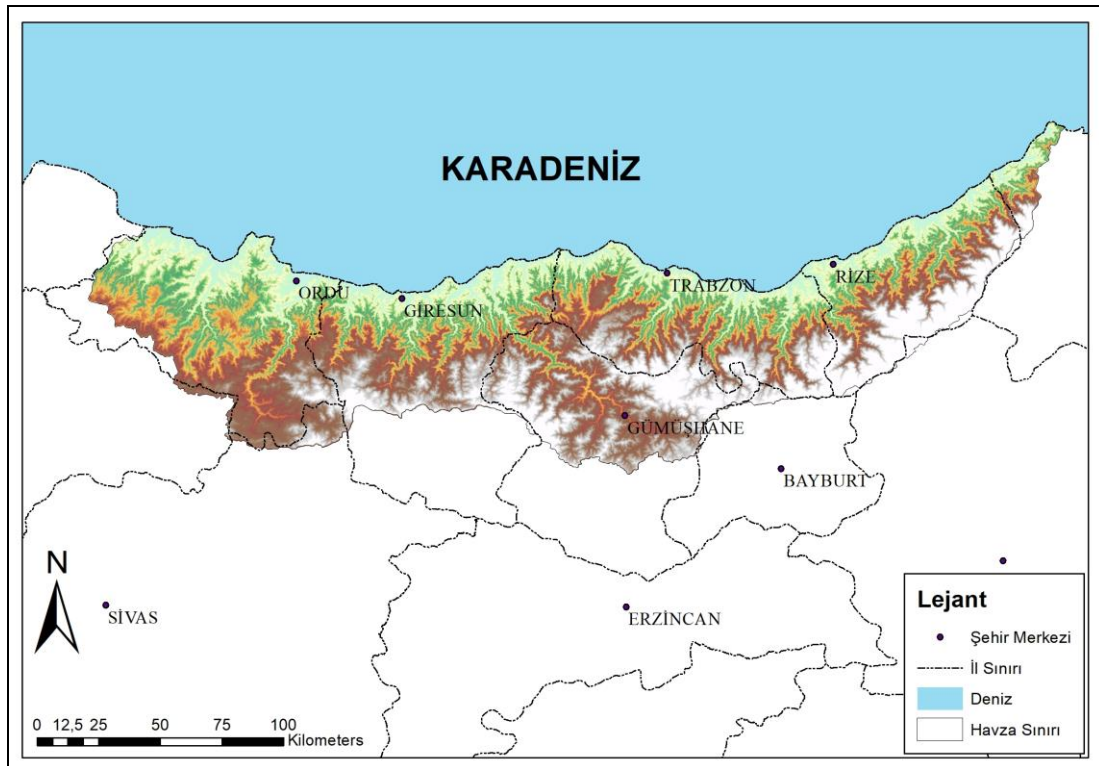 KARADENİZ
ORDU
GİRESUN
TRABZON
RİZE
GÜMÜŞHANE
BAYBURT
SİVAS
ERZİNCAN
N
0 12,5 25 50 75 100
Kilometers
Lejant
Şehir Merkezi
İl Sınırı
Deniz
Havza Sınırı